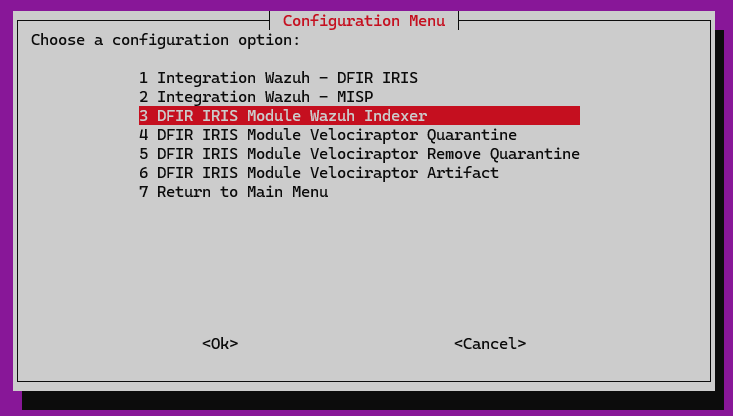 Configuration Menu
Choose a configuration option:
1 Integration Wazuh - DFIR IRIS
2 Integration Wazuh - MISP
3 DFIR IRIS Module Wazuh Indexer
4 DFIR IRIS Module Velociraptor Quarantine
5 DFIR IRIS Module Velociraptor Remove Quarantine
6 DFIR IRIS Module Velociraptor Artifact
7 Return to Main Menu
<Ok> <Cancel>